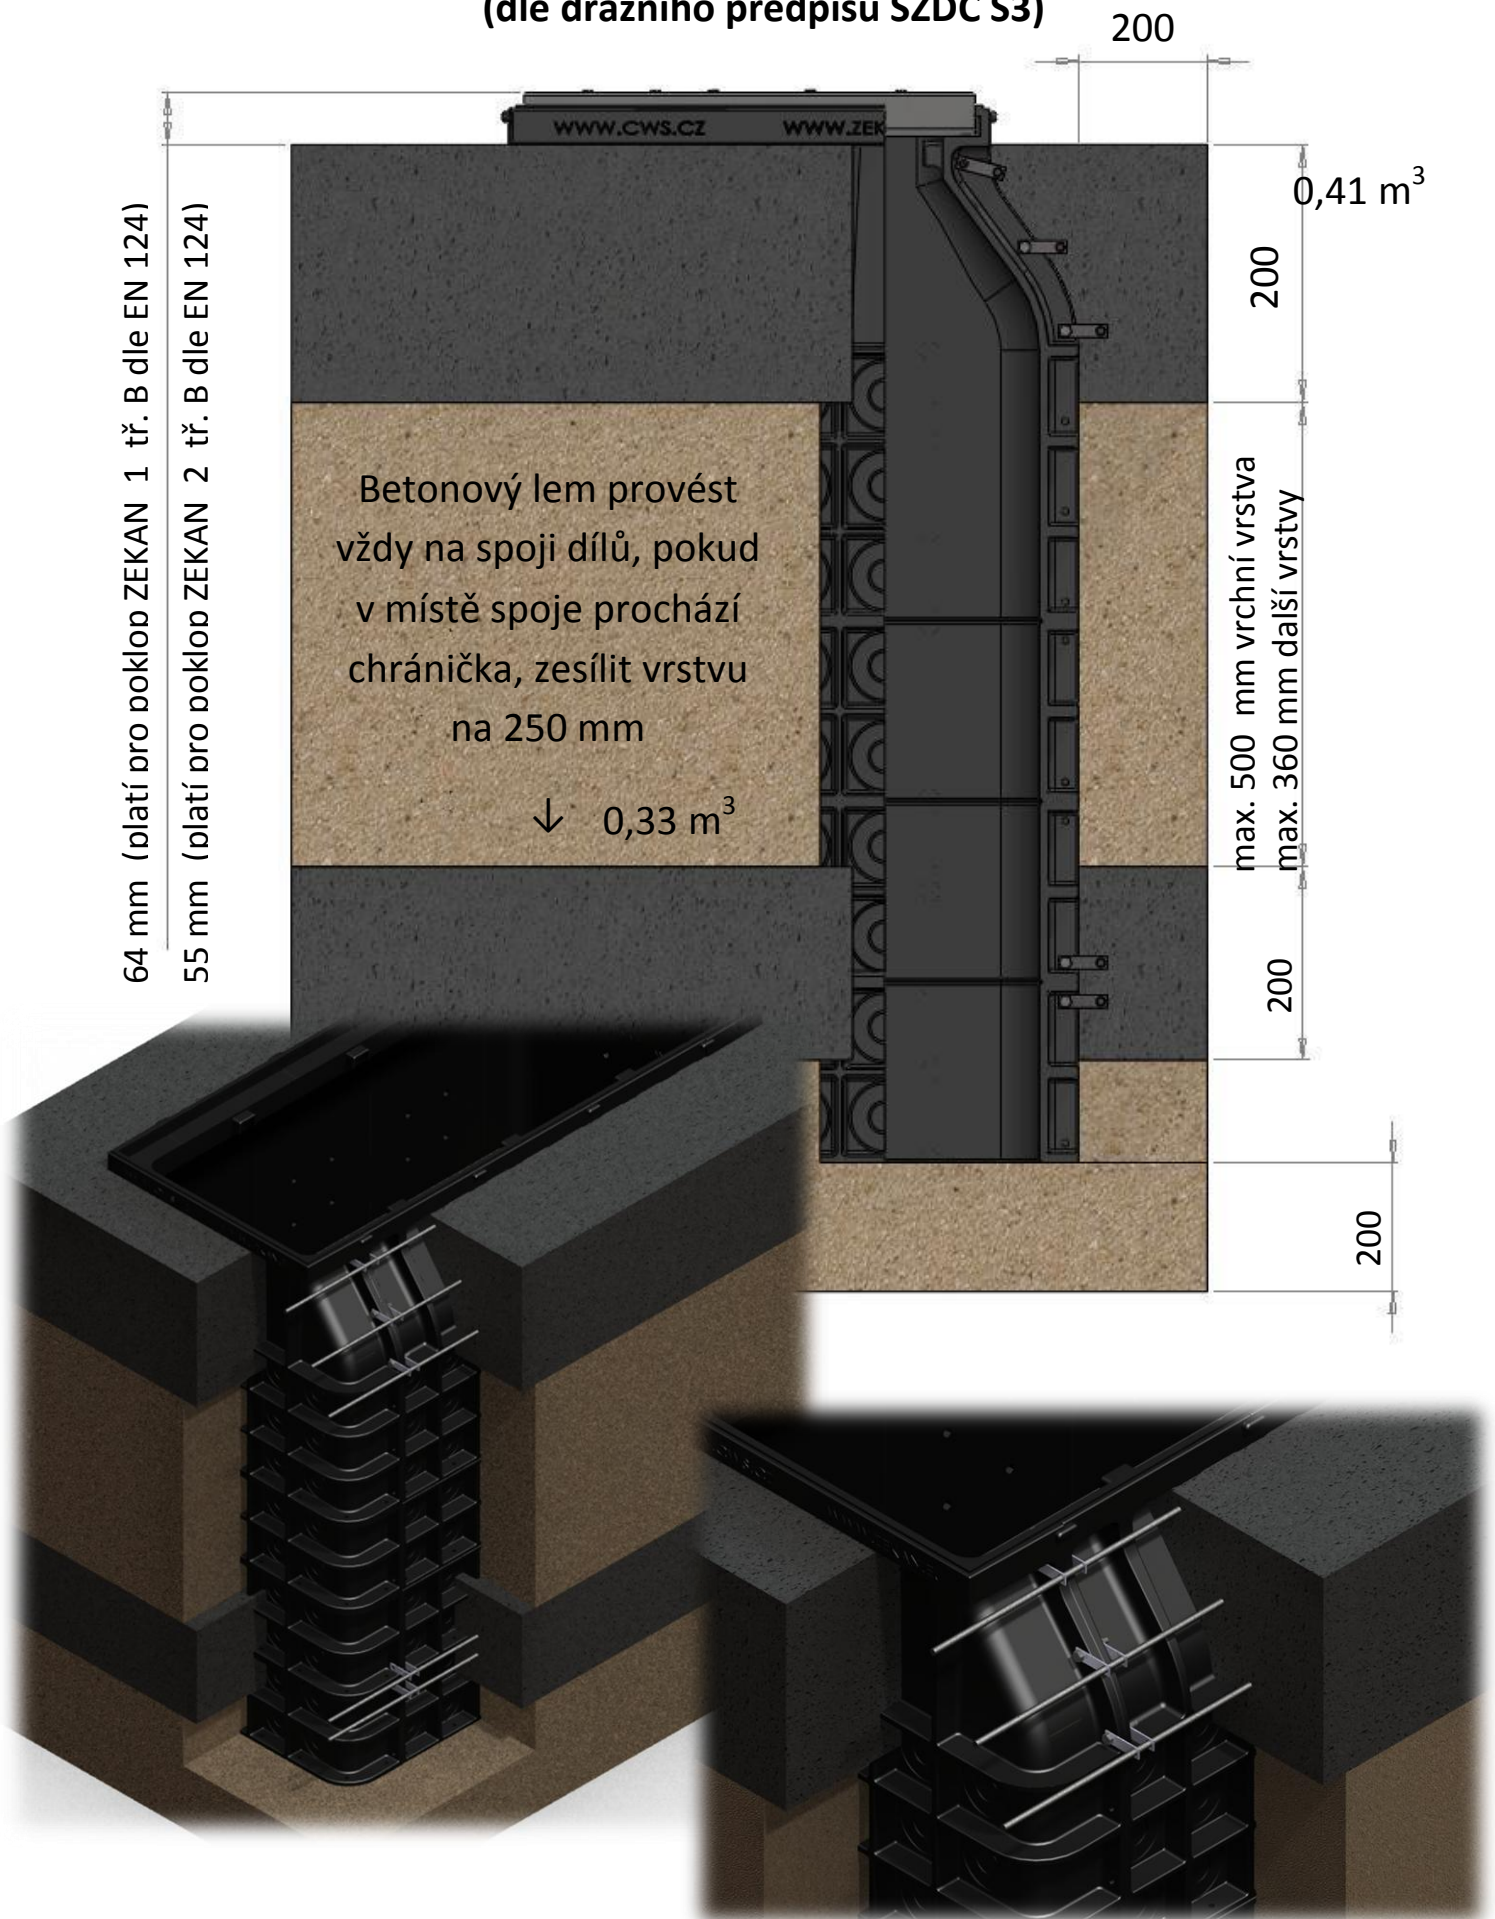 (dle drážního předpisu SŽDC S3)
200
WWW.CWS.CZ WWW.ZEK
0,41 m³
200
64 mm (platí pro poklop ZEKAN 1 tř. B dle EN 124)
55 mm (platí pro poklop ZEKAN 2 tř. B dle EN 124)
Betonový lem provést
vždy na spoji dílů, pokud
v místě spoje prochází
chránička, zesílit vrstvu
na 250 mm
↓ 0,33 m³
max. 500 mm vrchní vrstva
max. 360 mm další vrstvy
200
200